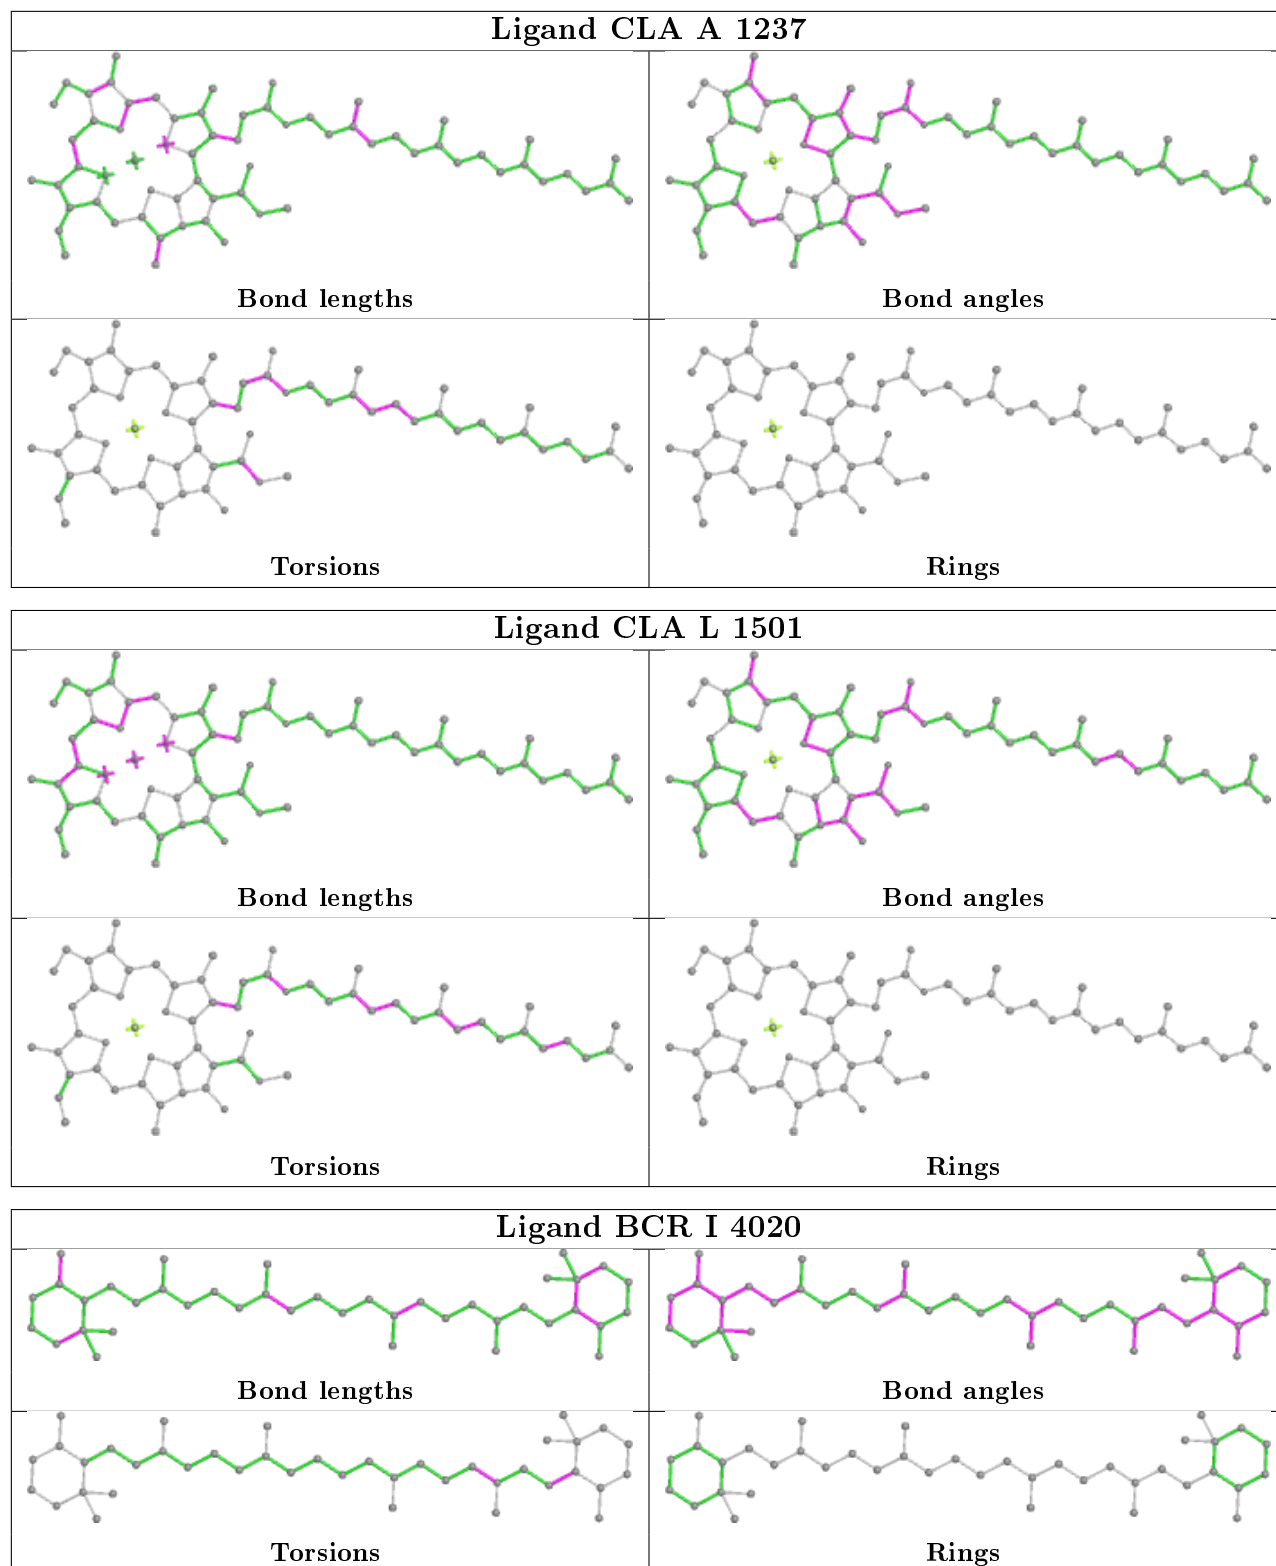 Ligand CLA A 1237
Bond lengths
Bond angles
Torsions
Rings
Ligand CLA L 1501
Bond lengths
Bond angles
Torsions
Rings
Ligand BCR I 4020
Bond lengths
Bond angles
Torsions
Rings